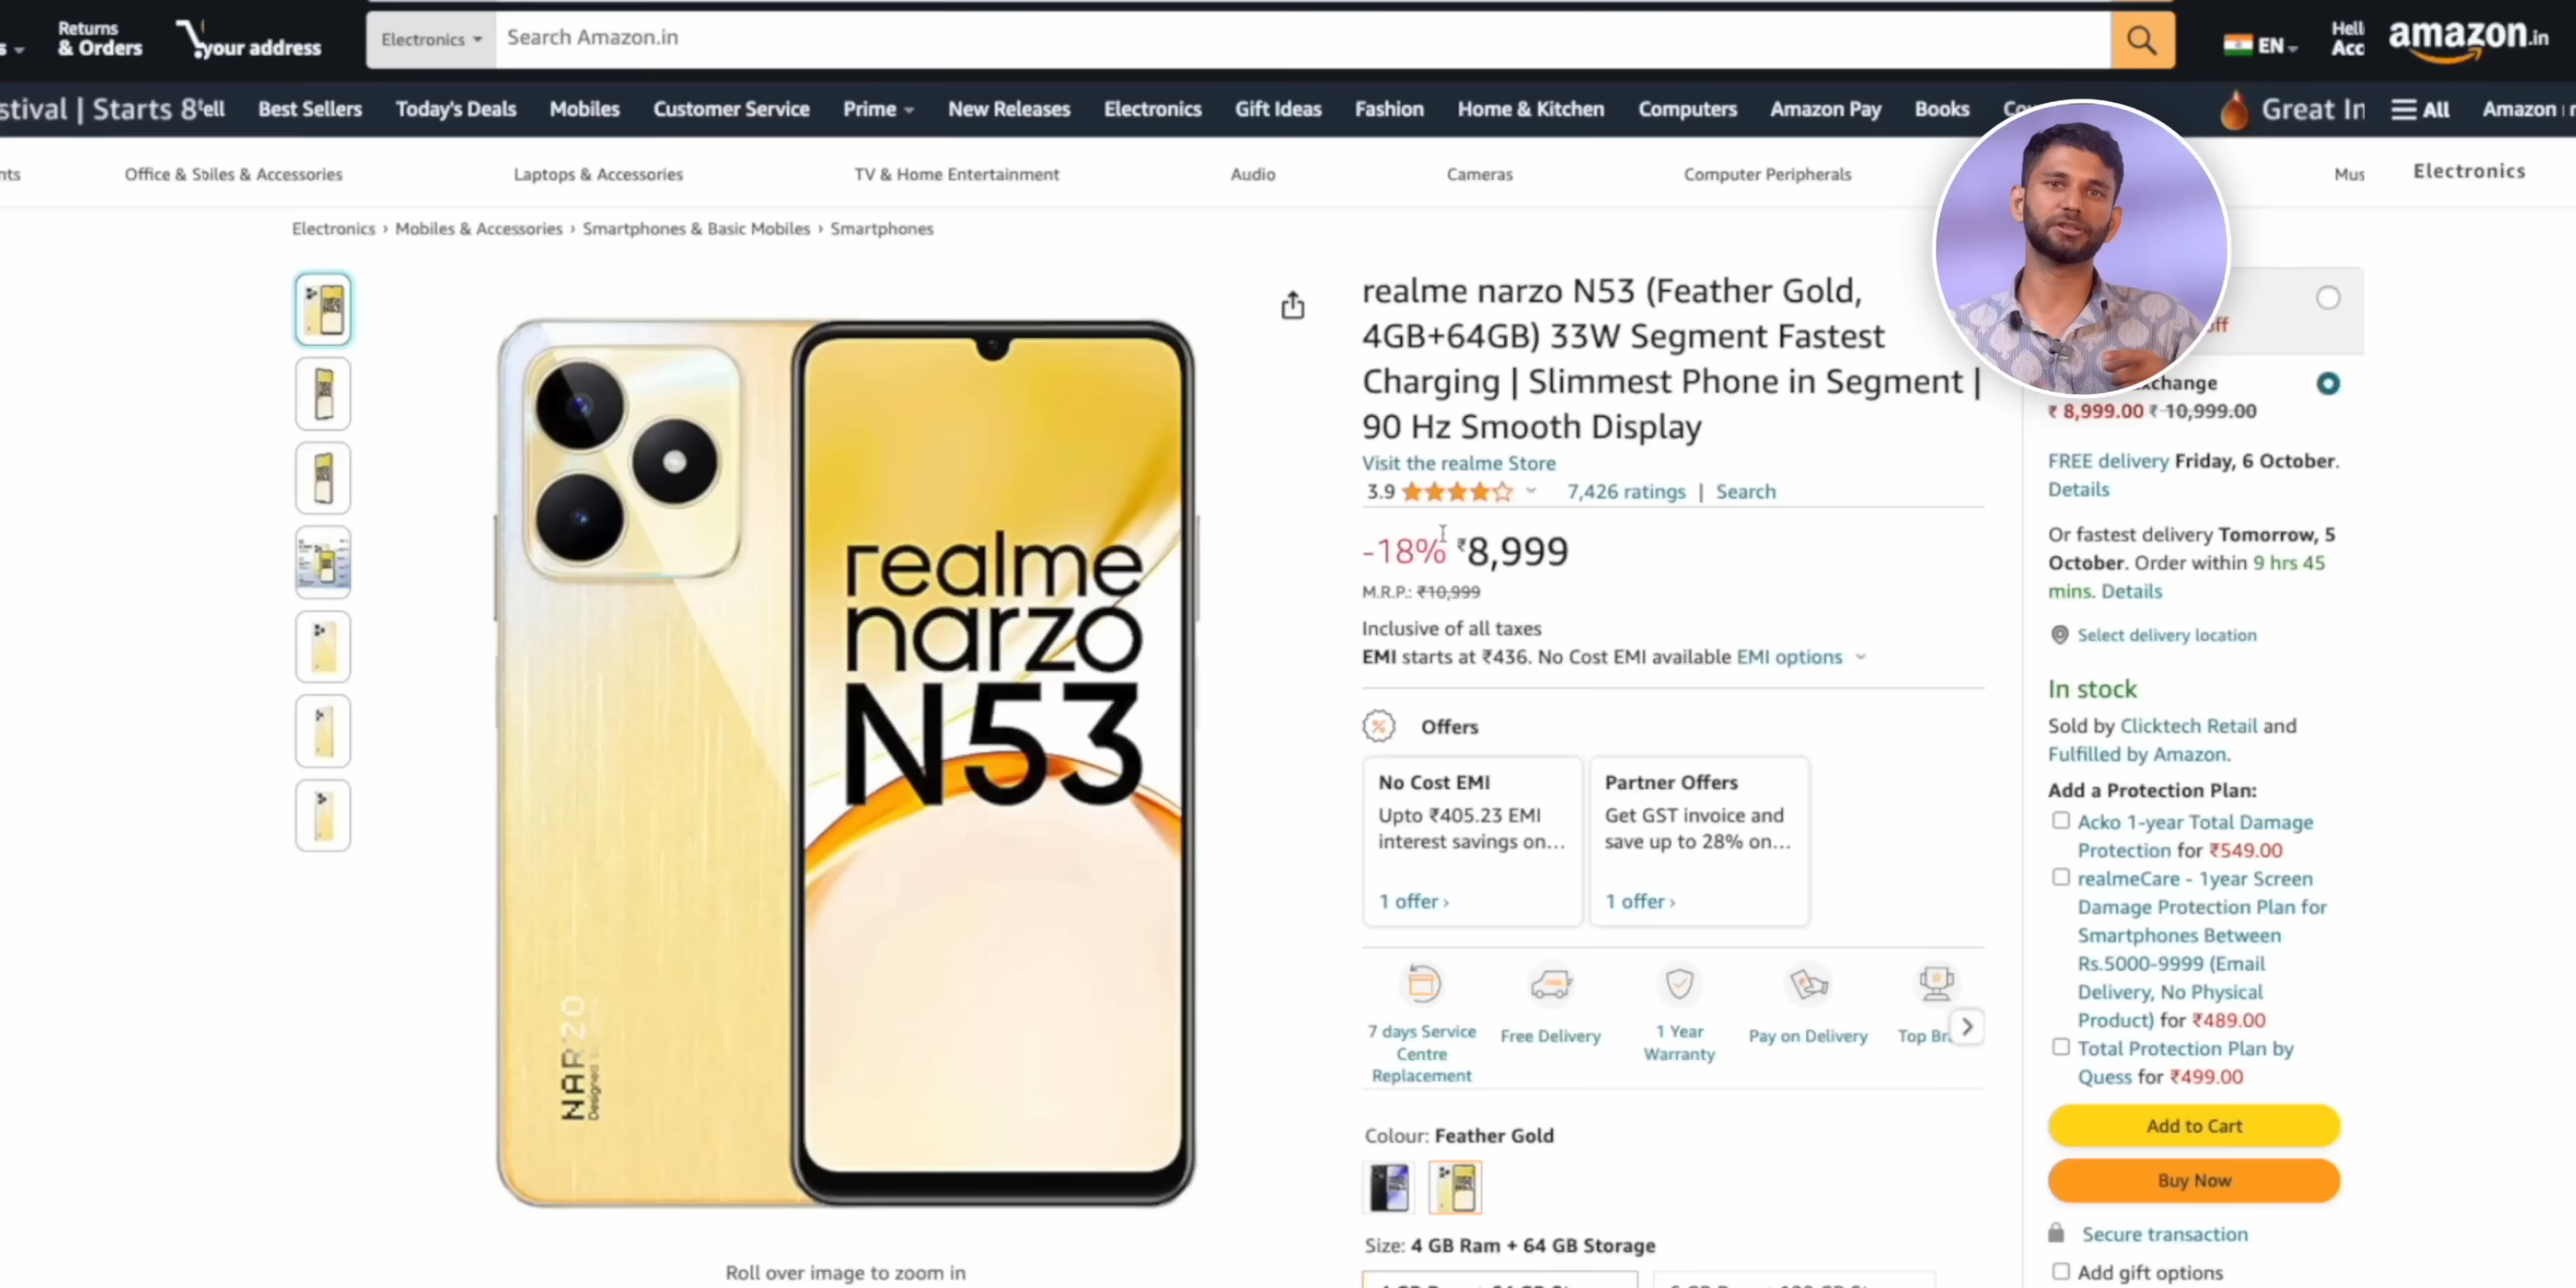 Returns
& Orders
your address
Electronics
Search Amazon.in
EN
Hell
Acc
amazon.in
stival | Starts 8
ell
Best Sellers
Today's Deals
Mobiles
Customer Service
Prime
New Releases
Electronics
Gift Ideas
Fashion
Home & Kitchen
Computers
Amazon Pay
Books
Great In
All
Amazon
nts
Office & S
biles & Accessories
Laptops & Accessories
TV & Home Entertainment
Audio
Cameras
Computer Peripherals
Mus
Electronics
Electronics › Mobiles & Accessories › Smartphones & Basic Mobiles › Smartphones
realme
narzo
N53
NARZO
Designed
Roll over image to zoom in
realme narzo N53 (Feather Gold,
4GB+64GB) 33W Segment Fastest
Charging | Slimmest Phone in Segment |
90 Hz Smooth Display
Visit the realme Store
3.9
7,426 ratings | Search
-18% ₹8,999
M.R.P.: ₹10,999
Inclusive of all taxes
EMI starts at ₹436. No Cost EMI available EMI options
Offers
No Cost EMI
Upto ₹405.23 EMI
interest savings on...
1 offer ›
Partner Offers
Get GST invoice and
save up to 28% on...
1 offer ›
7 days Service
Centre
Replacement
Free Delivery
1 Year
Warranty
Pay on Delivery
Top Br
Colour: Feather Gold
Size: 4 GB Ram + 64 GB Storage
off
xchange
₹ 8,999.00 ₹ 10,999.00
FREE delivery Friday, 6 October.
Details
Or fastest delivery Tomorrow, 5
October. Order within 9 hrs 45
mins. Details
Select delivery location
In stock
Sold by Clicktech Retail and
Fulfilled by Amazon.
Add a Protection Plan:
Acko 1-year Total Damage
Protection for ₹549.00
realmeCare - 1year Screen
Damage Protection Plan for
Smartphones Between
Rs.5000-9999 (Email
Delivery, No Physical
Product) for ₹489.00
Total Protection Plan by
Quess for ₹499.00
Add to Cart
Buy Now
Secure transaction
Add gift options